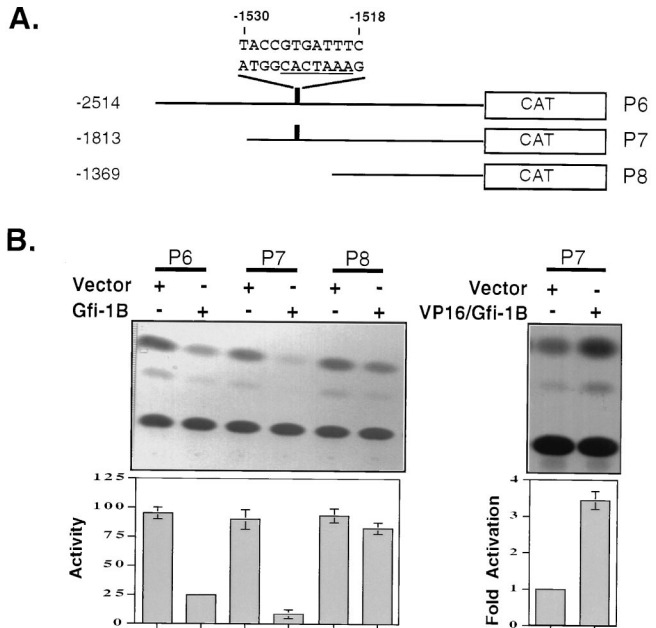 A.
-1530 -1518
TACCGTGATTTC
ATGGCACTAAAG
-2514 CAT P6
-1813 CAT P7
-1369 CAT P8
B.
P6 P7 P8 P7
Vector + - + - + - Vector + -
Gfi-1B - + - + - + VP16/Gfi-1B - +
125
100
75
50
25
0
Activity
4
3
2
1
0
Fold Activation